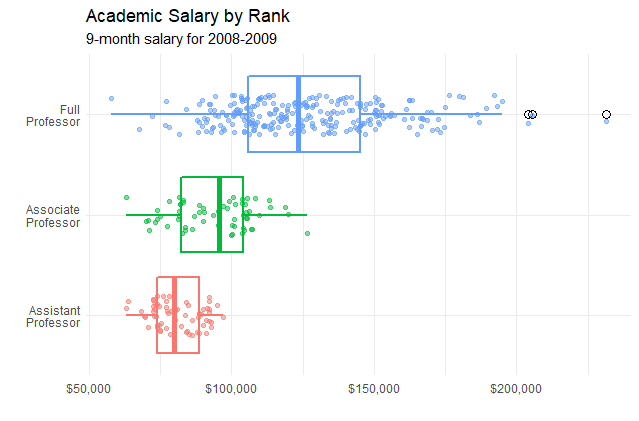 Academic Salary by Rank
9-month salary for 2008-2009
Full
Professor
Associate
Professor
Assistant
Professor
$50,000
$100,000
$150,000
$200,000